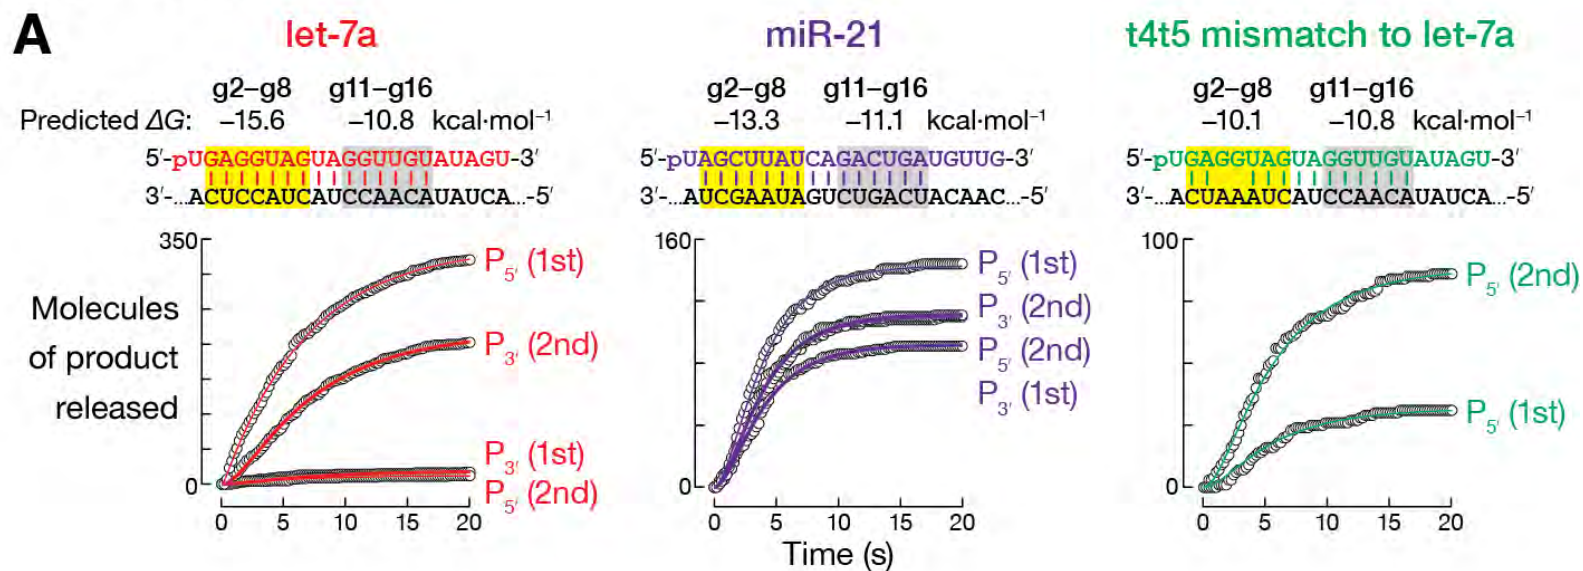 A
let-7a
g2–g8 g11–g16
Predicted ΔG: –15.6 –10.8 kcal·mol⁻¹
5′-pUGAGGUAGUAGGUUGUAUAGU-3′
3′-...ACUCCAUCAUCCAACAUAUCA...-5′
350
Molecules
of product
released
0
P5′ (1st)
P3′ (2nd)
P3′ (1st)
P5′ (2nd)
0 5 10 15 20
miR-21
g2–g8 g11–g16
–13.3 –11.1 kcal·mol⁻¹
5′-pUAGCUUAUCAGACUGAUGUUG-3′
3′-...AUCGAAUAGUCUGACUACAAC...-5′
160
0
P5′ (1st)
P3′ (2nd)
P5′ (2nd)
P3′ (1st)
0 5 10 15 20
Time (s)
t4t5 mismatch to let-7a
g2–g8 g11–g16
–10.1 –10.8 kcal·mol⁻¹
5′-pUGAGGUAGUAGGUUGUAUAGU-3′
3′-...ACUAAAUCAUCCAACAUAUCA...-5′
100
0
P5′ (2nd)
P5′ (1st)
0 5 10 15 20